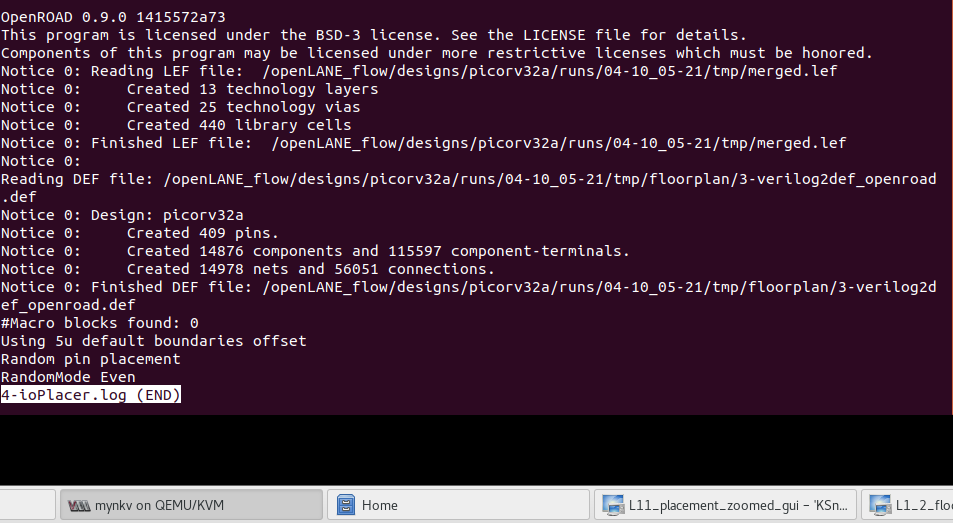 OpenROAD 0.9.0 1415572a73
This program is licensed under the BSD-3 license. See the LICENSE file for details.
Components of this program may be licensed under more restrictive licenses which must be honored.
Notice 0: Reading LEF file:  /openLANE_flow/designs/picorv32a/runs/04-10_05-21/tmp/merged.lef
Notice 0:     Created 13 technology layers
Notice 0:     Created 25 technology vias
Notice 0:     Created 440 library cells
Notice 0: Finished LEF file:  /openLANE_flow/designs/picorv32a/runs/04-10_05-21/tmp/merged.lef
Notice 0:
Reading DEF file: /openLANE_flow/designs/picorv32a/runs/04-10_05-21/tmp/floorplan/3-verilog2def_openroad
.def
Notice 0: Design: picorv32a
Notice 0:     Created 409 pins.
Notice 0:     Created 14876 components and 115597 component-terminals.
Notice 0:     Created 14978 nets and 56051 connections.
Notice 0: Finished DEF file: /openLANE_flow/designs/picorv32a/runs/04-10_05-21/tmp/floorplan/3-verilog2d
ef_openroad.def
#Macro blocks found: 0
Using 5u default boundaries offset
Random pin placement
RandomMode Even
4-ioPlacer.log (END)
mynkv on QEMU/KVM
Home
L11_placement_zoomed_gui – 'KSn...
L1_2_floo